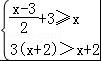 { (x-3)/2 +3⩾x
3(x+2)>x+2